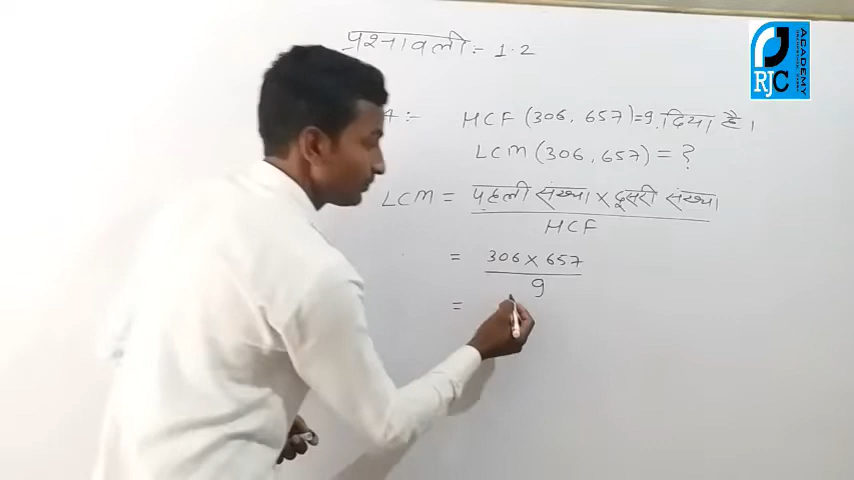 प्रश्नावली :- 1.2
4 :- HCF (306, 657)=9 दिया है।
LCM (306, 657) = ?
LCM = पहली संख्या × दूसरी संख्या
HCF
= 306 × 657
9
=
RJC
ACADEMY